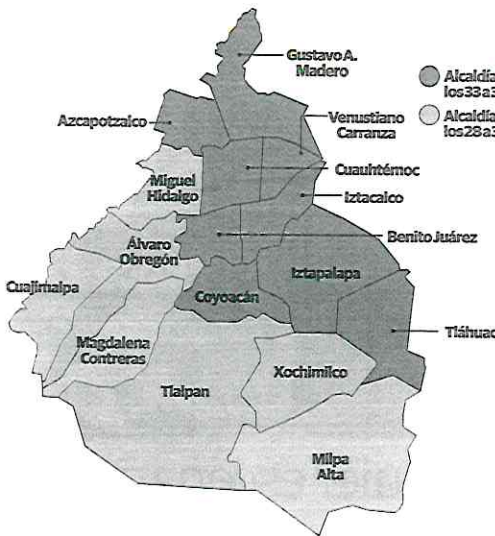 Gustavo A.
Madero
Alcaldía
los33a3
Azcapotzalco
Venustiano
Carranza
Alcaldía
los28a3
Cuauhtémoc
Miguel
Hidalgo
Iztacalco
Álvaro
Obregón
Benito Juárez
Iztapalapa
Cuajimalpa
Coyoacán
Tláhuac
Magdalena
Contreras
Xochimilco
Tlalpan
Milpa
Alta